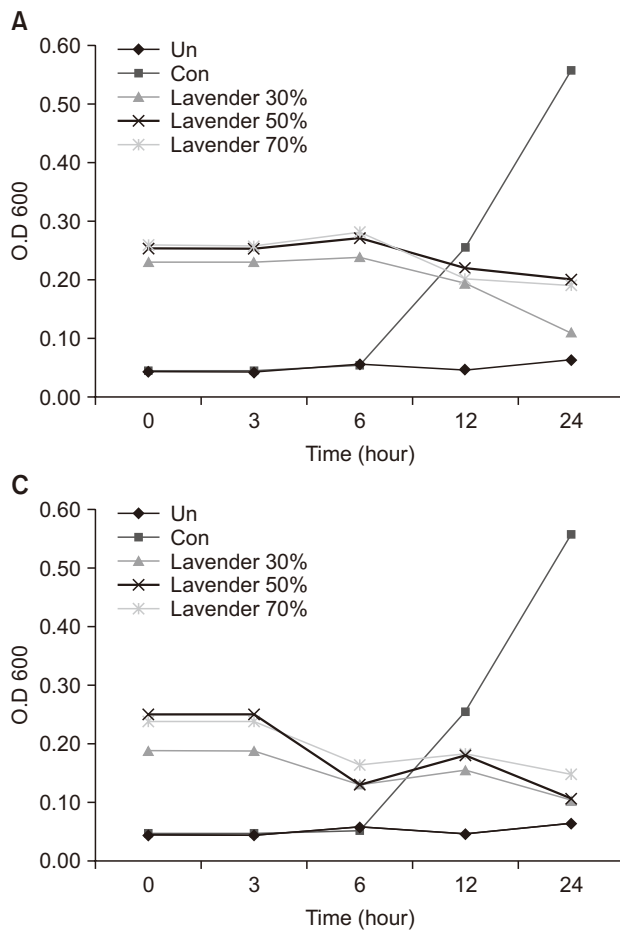 A
0.60
Un
Con
0.50
Lavender 30%
Lavender 50%
0.40
Lavender 70%
0.30
0.20
0.10
0.00
O.D 600
0 3 6 12 24
Time (hour)
C
0.60
Un
Con
0.50
Lavender 30%
Lavender 50%
0.40
Lavender 70%
0.30
0.20
0.10
0.00
O.D 600
0 3 6 12 24
Time (hour)